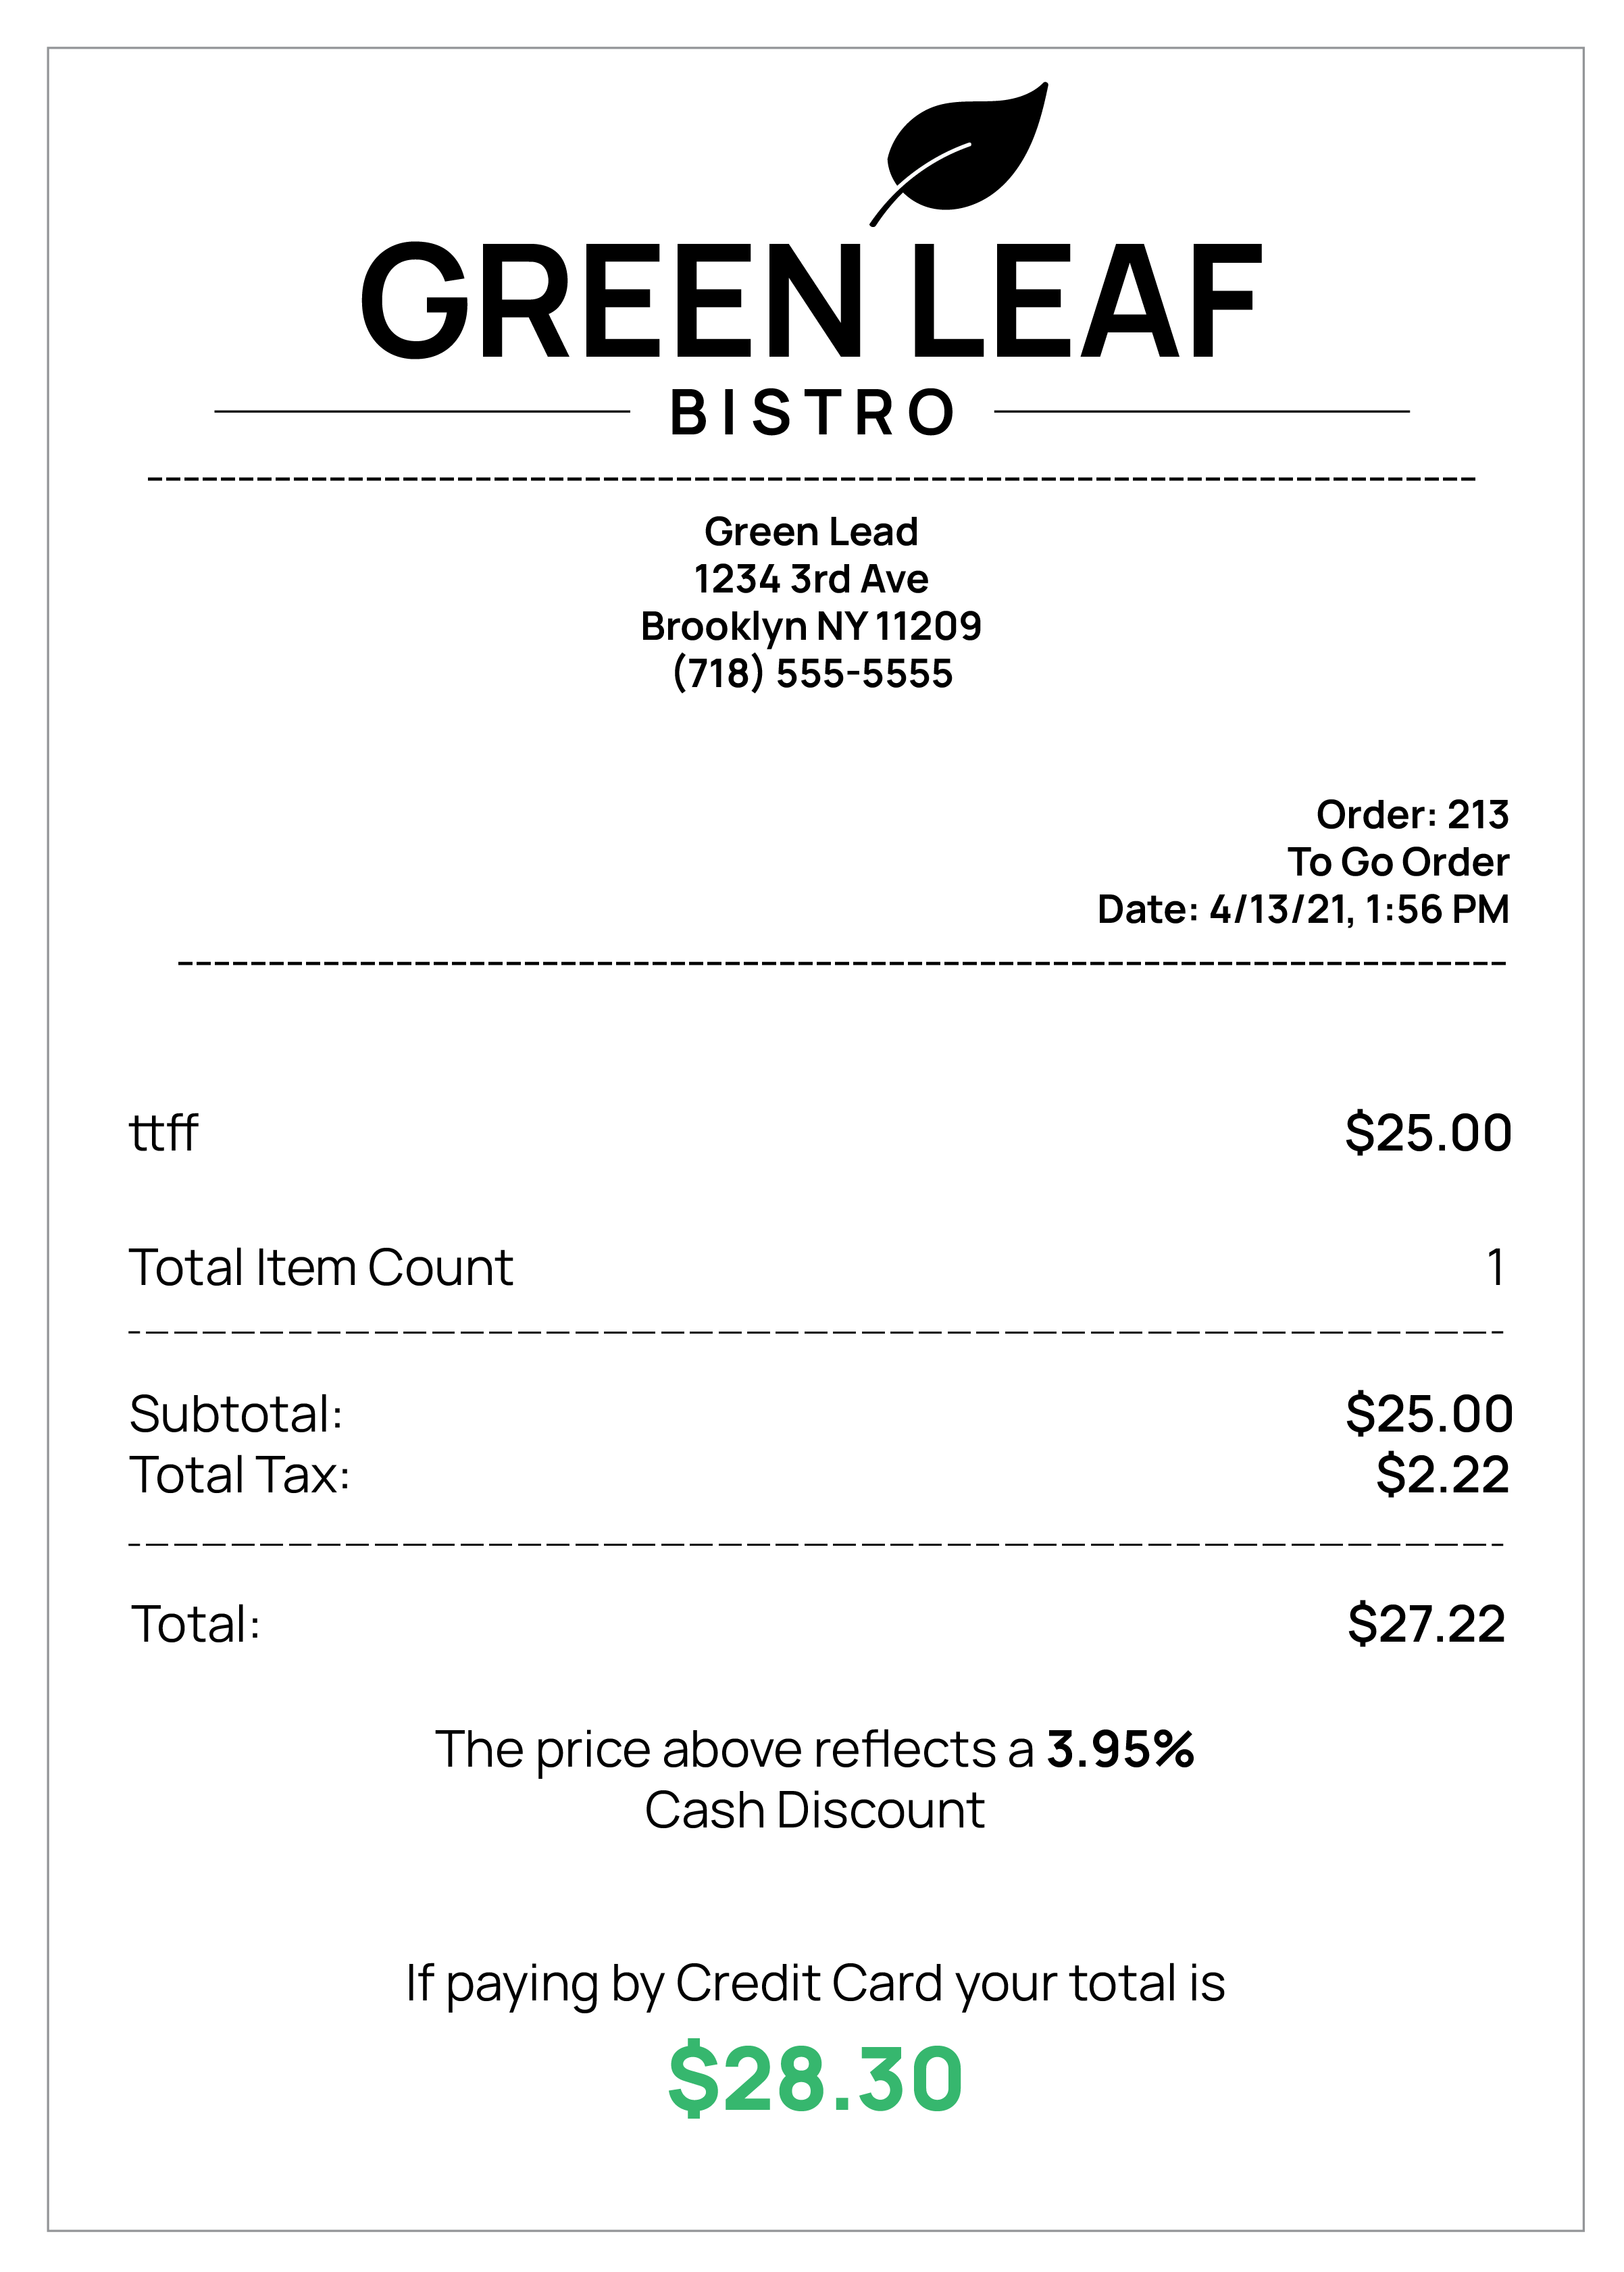 GREEN LEAF
BISTRO
Green Lead
1234 3rd Ave
Brooklyn NY 11209
(718) 555-5555
Order: 213
To Go Order
Date: 4/13/21, 1:56 PM
ttff $25.00
Total Item Count 1
Subtotal: $25.00
Total Tax: $2.22
Total: $27.22
The price above reflects a 3.95%
Cash Discount
If paying by Credit Card your total is
$28.30